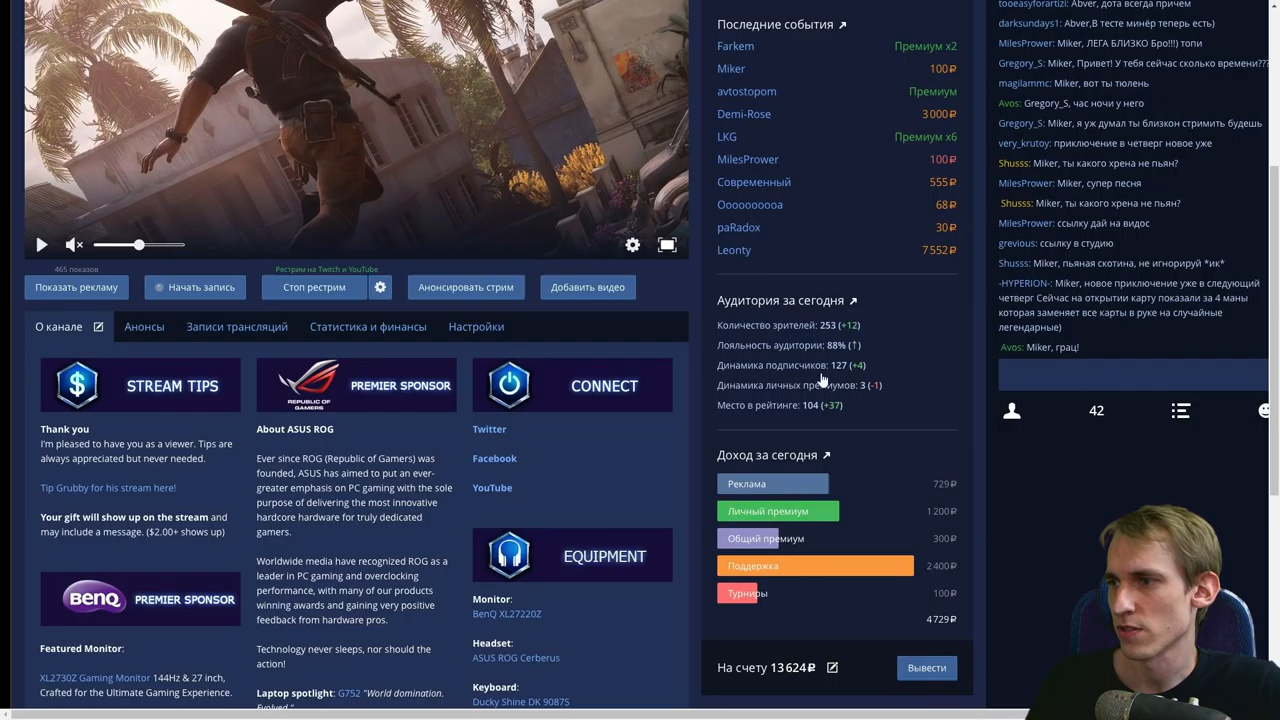 465 показов
Рестрим на Twitch и YouTube
Показать рекламу
Начать запись
Стоп рестрим
Анонсировать стрим
Добавить видео
О канале
Анонсы
Записи трансляций
Статистика и финансы
Настройки
STREAM TIPS
Thank you
I'm pleased to have you as a viewer. Tips are
always appreciated but never needed.
Tip Grubby for his stream here!
Your gift will show up on the stream and
may include a message. ($2.00+ shows up)
BenQ PREMIER SPONSOR
Featured Monitor:
XL2730Z Gaming Monitor 144Hz & 27 inch,
Crafted for the Ultimate Gaming Experience.
REPUBLIC OF GAMERS PREMIER SPONSOR
About ASUS ROG
Ever since ROG (Republic of Gamers) was
founded, ASUS has aimed to put an ever-
greater emphasis on PC gaming with the sole
purpose of delivering the most innovative
hardcore hardware for truly dedicated
gamers.
Worldwide media have recognized ROG as a
leader in PC gaming and overclocking
performance, with many of our products
winning awards and gaining very positive
feedback from hardware pros.
Technology never sleeps, nor should the
action!
Laptop spotlight: G752 "World domination.
Evolved."
CONNECT
Twitter
Facebook
YouTube
EQUIPMENT
Monitor:
BenQ XL27220Z
Headset:
ASUS ROG Cerberus
Keyboard:
Ducky Shine DK 9087S
Последние события
Farkem Премиум x2
Miker 100₽
avtostopom Премиум
Demi-Rose 3 000₽
LKG Премиум x6
MilesPrower 100₽
Современный 555₽
Ooooooooоа 68₽
paRadox 30₽
Leonty 7 552₽
Аудитория за сегодня
Количество зрителей: 253 (+12)
Лояльность аудитории: 88% (↑)
Динамика подписчиков: 127 (+4)
Динамика личных премиумов: 3 (-1)
Место в рейтинге: 104 (+37)
Доход за сегодня
Реклама 729₽
Личный премиум 1 200₽
Общий премиум 300₽
Поддержка 2 400₽
Турниры 100₽
4 729₽
На счету 13 624₽
Вывести
tooeasyforartizi: Abver, дота всегда причем
darksundays1: Abver,В тесте минёр теперь есть)
MilesPrower: Miker, ЛЕГА БЛИЗКО Бро!!!) топи
Gregory_S: Miker, Привет! У тебя сейчас сколько времени???
magilammc: Miker, вот ты тюлень
Avos: Gregory_S, час ночи у него
Gregory_S: Miker, я уж думал ты близкон стримить будешь
very_krutoy: приключение в четверг новое уже
Shusss: Miker, ты какого хрена не пьян?
MilesPrower: Miker, супер песня
Shusss: Miker, ты какого хрена не пьян?
MilesPrower: ссылку дай на видос
grevious: ссылку в студию
Shusss: Miker, пьяная скотина, не игнорируй *ик*
-HYPERION-: Miker, новое приключение уже в следующий
четверг Сейчас на открытии карту показали за 4 маны
которая заменяет все карты в руке на случайные
легендарные)
Avos: Miker, грац!
42